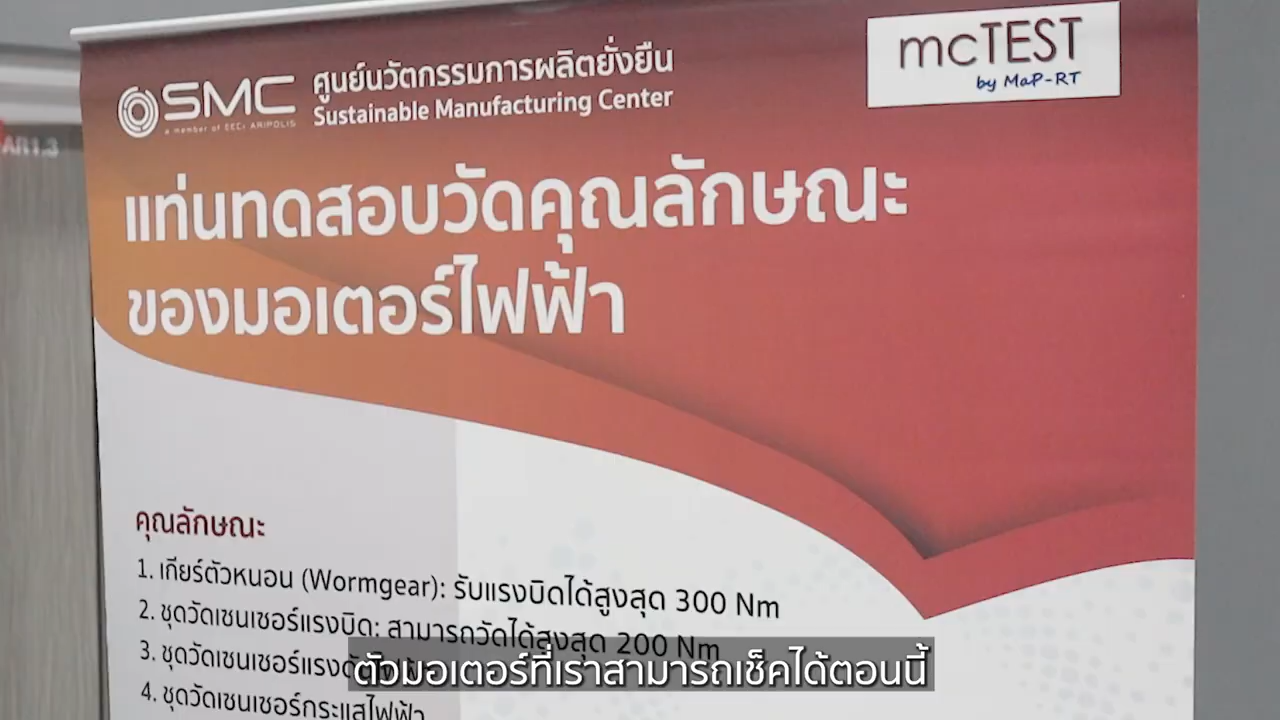 SMC
a member of EECi ARIPOLIS
ศูนย์นวัตกรรมการผลิตยั่งยืน
Sustainable Manufacturing Center
mcTEST
by MaP-RT
แท่นทดสอบวัดคุณลักษณะ
ของมอเตอร์ไฟฟ้า
คุณลักษณะ
1. เกียร์ตัวหนอน (Wormgear): รับแรงบิดได้สูงสุด 300 Nm
2. ชุดวัดเซนเซอร์แรงบิด: สามารถวัดได้สูงสุด 200 Nm
3. ชุดวัดเซนเซอร์
4. ชุดวัดเซนเซอร์กระแสไฟฟ้า
ตัวมอเตอร์ที่เราสามารถเช็คได้ตอนนี้